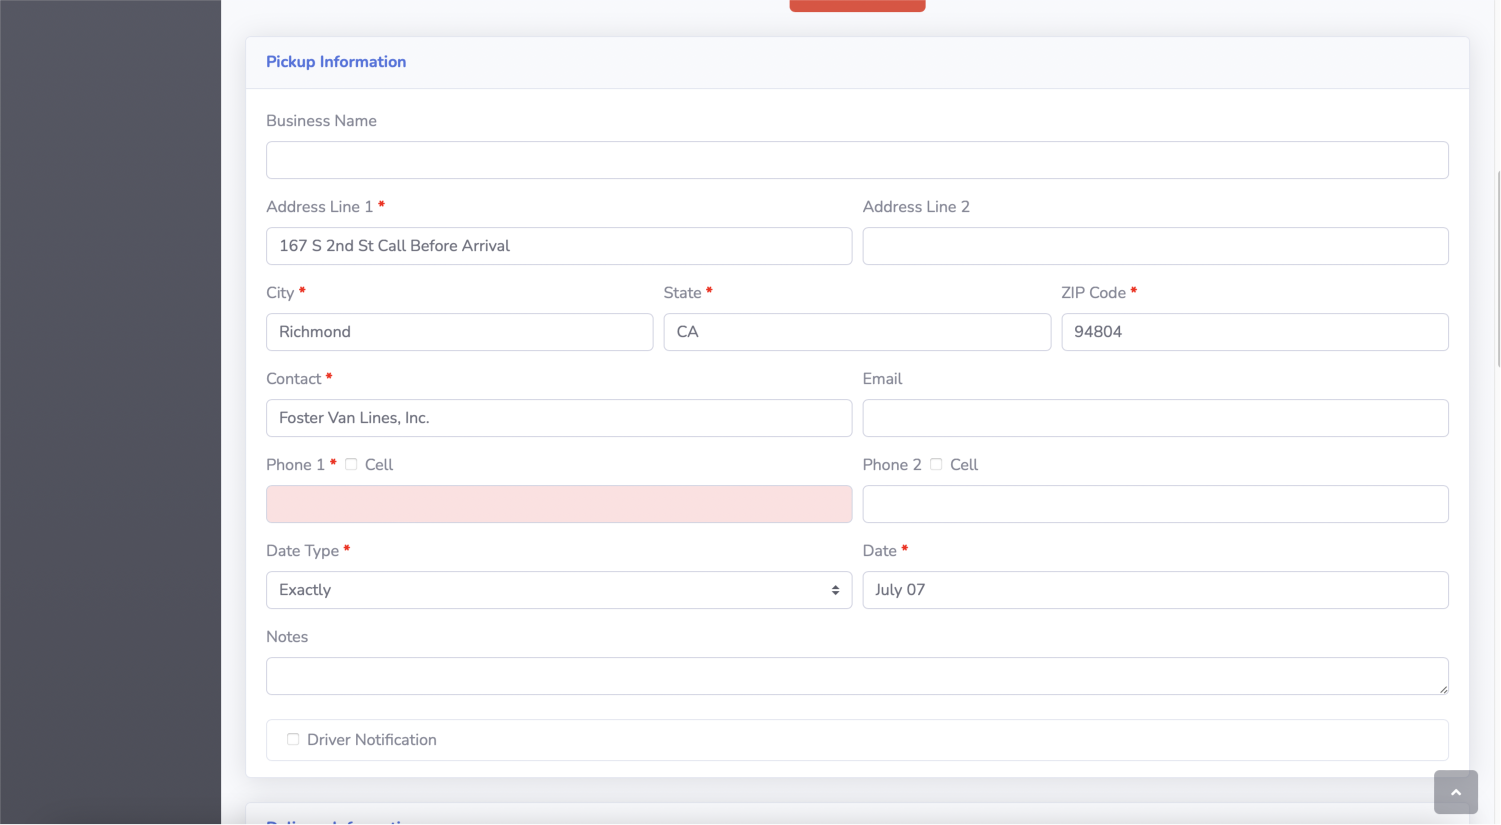 Pickup Information
Business Name
Address Line 1 *
Address Line 2
167 S 2nd St Call Before Arrival
City *
State *
ZIP Code *
Richmond
CA
94804
Contact *
Email
Foster Van Lines, Inc.
Phone 1 * Cell
Phone 2 Cell
Date Type *
Date *
Exactly
July 07
Notes
Driver Notification